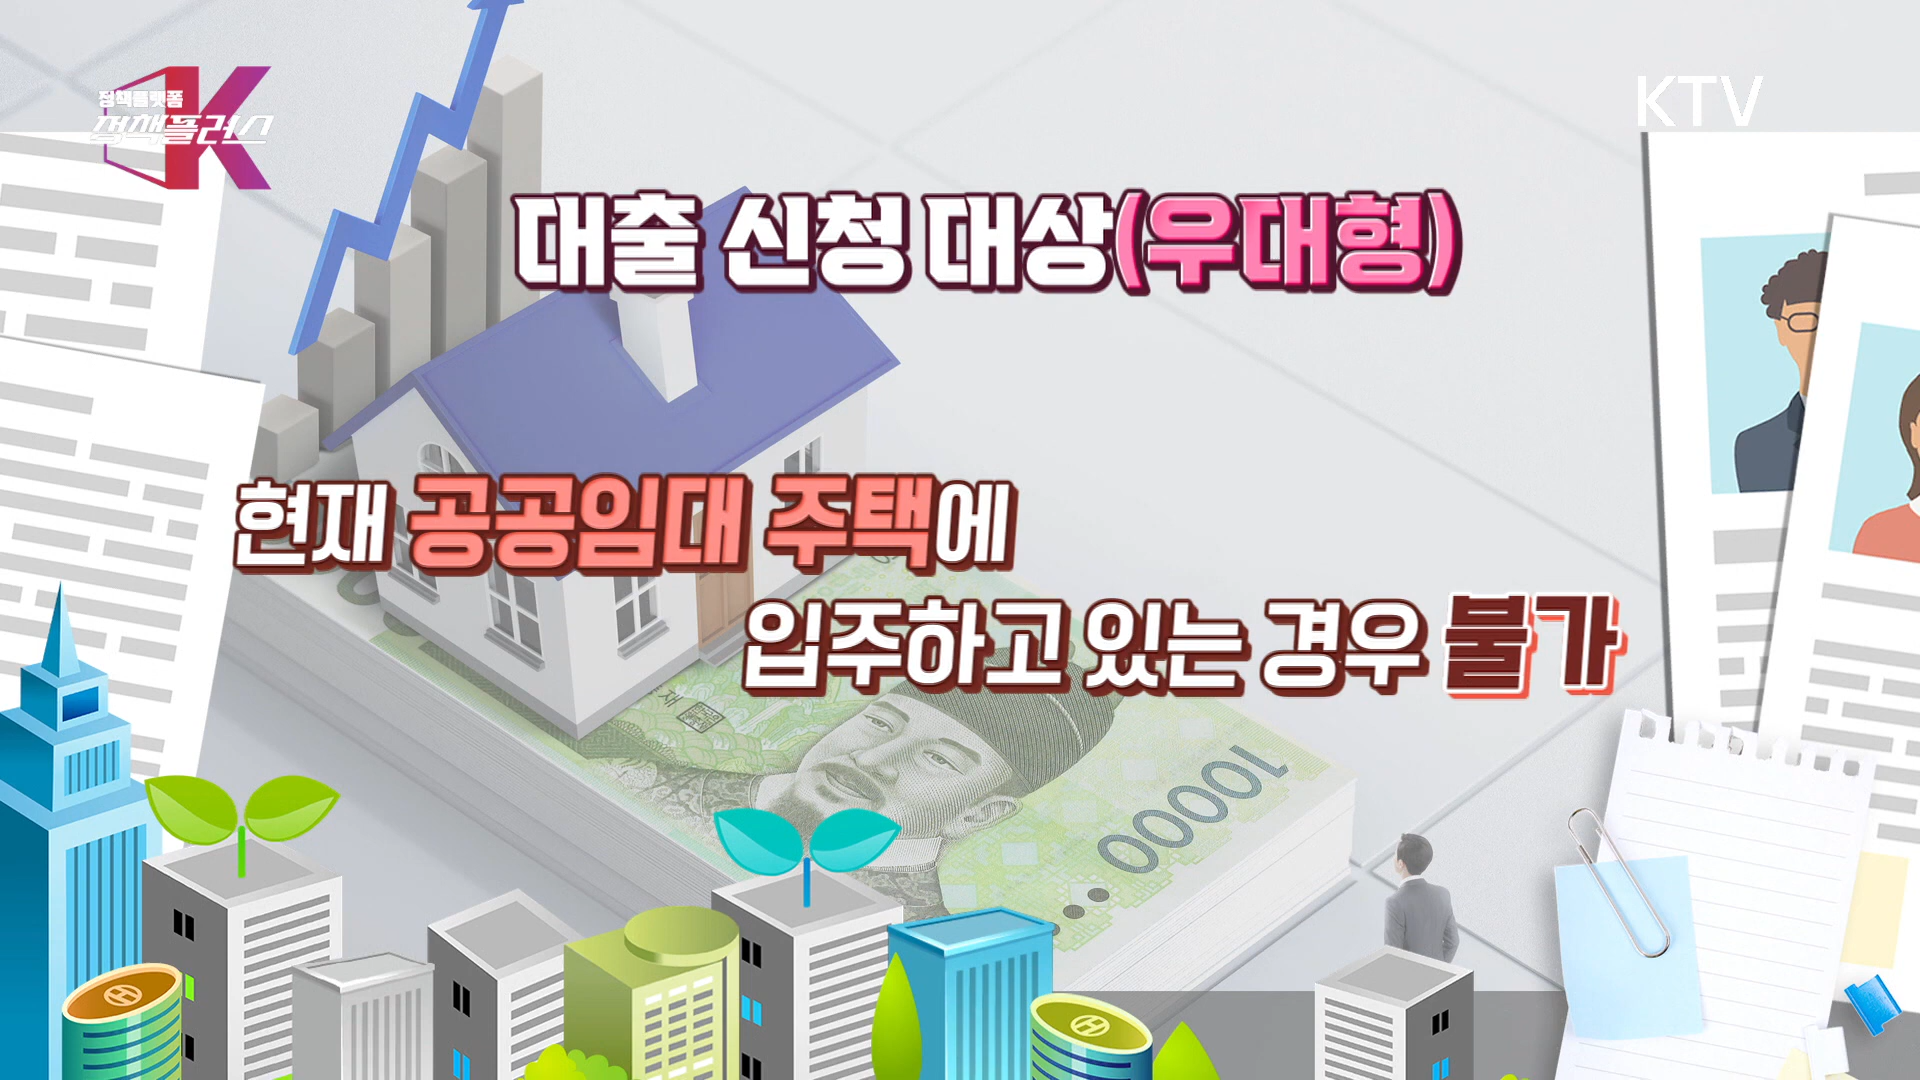 정책플랫폼
정책플러스
K
KTV
대출 신청 대상(우대형)
현재 공공임대 주택에
입주하고 있는 경우 불가
10000